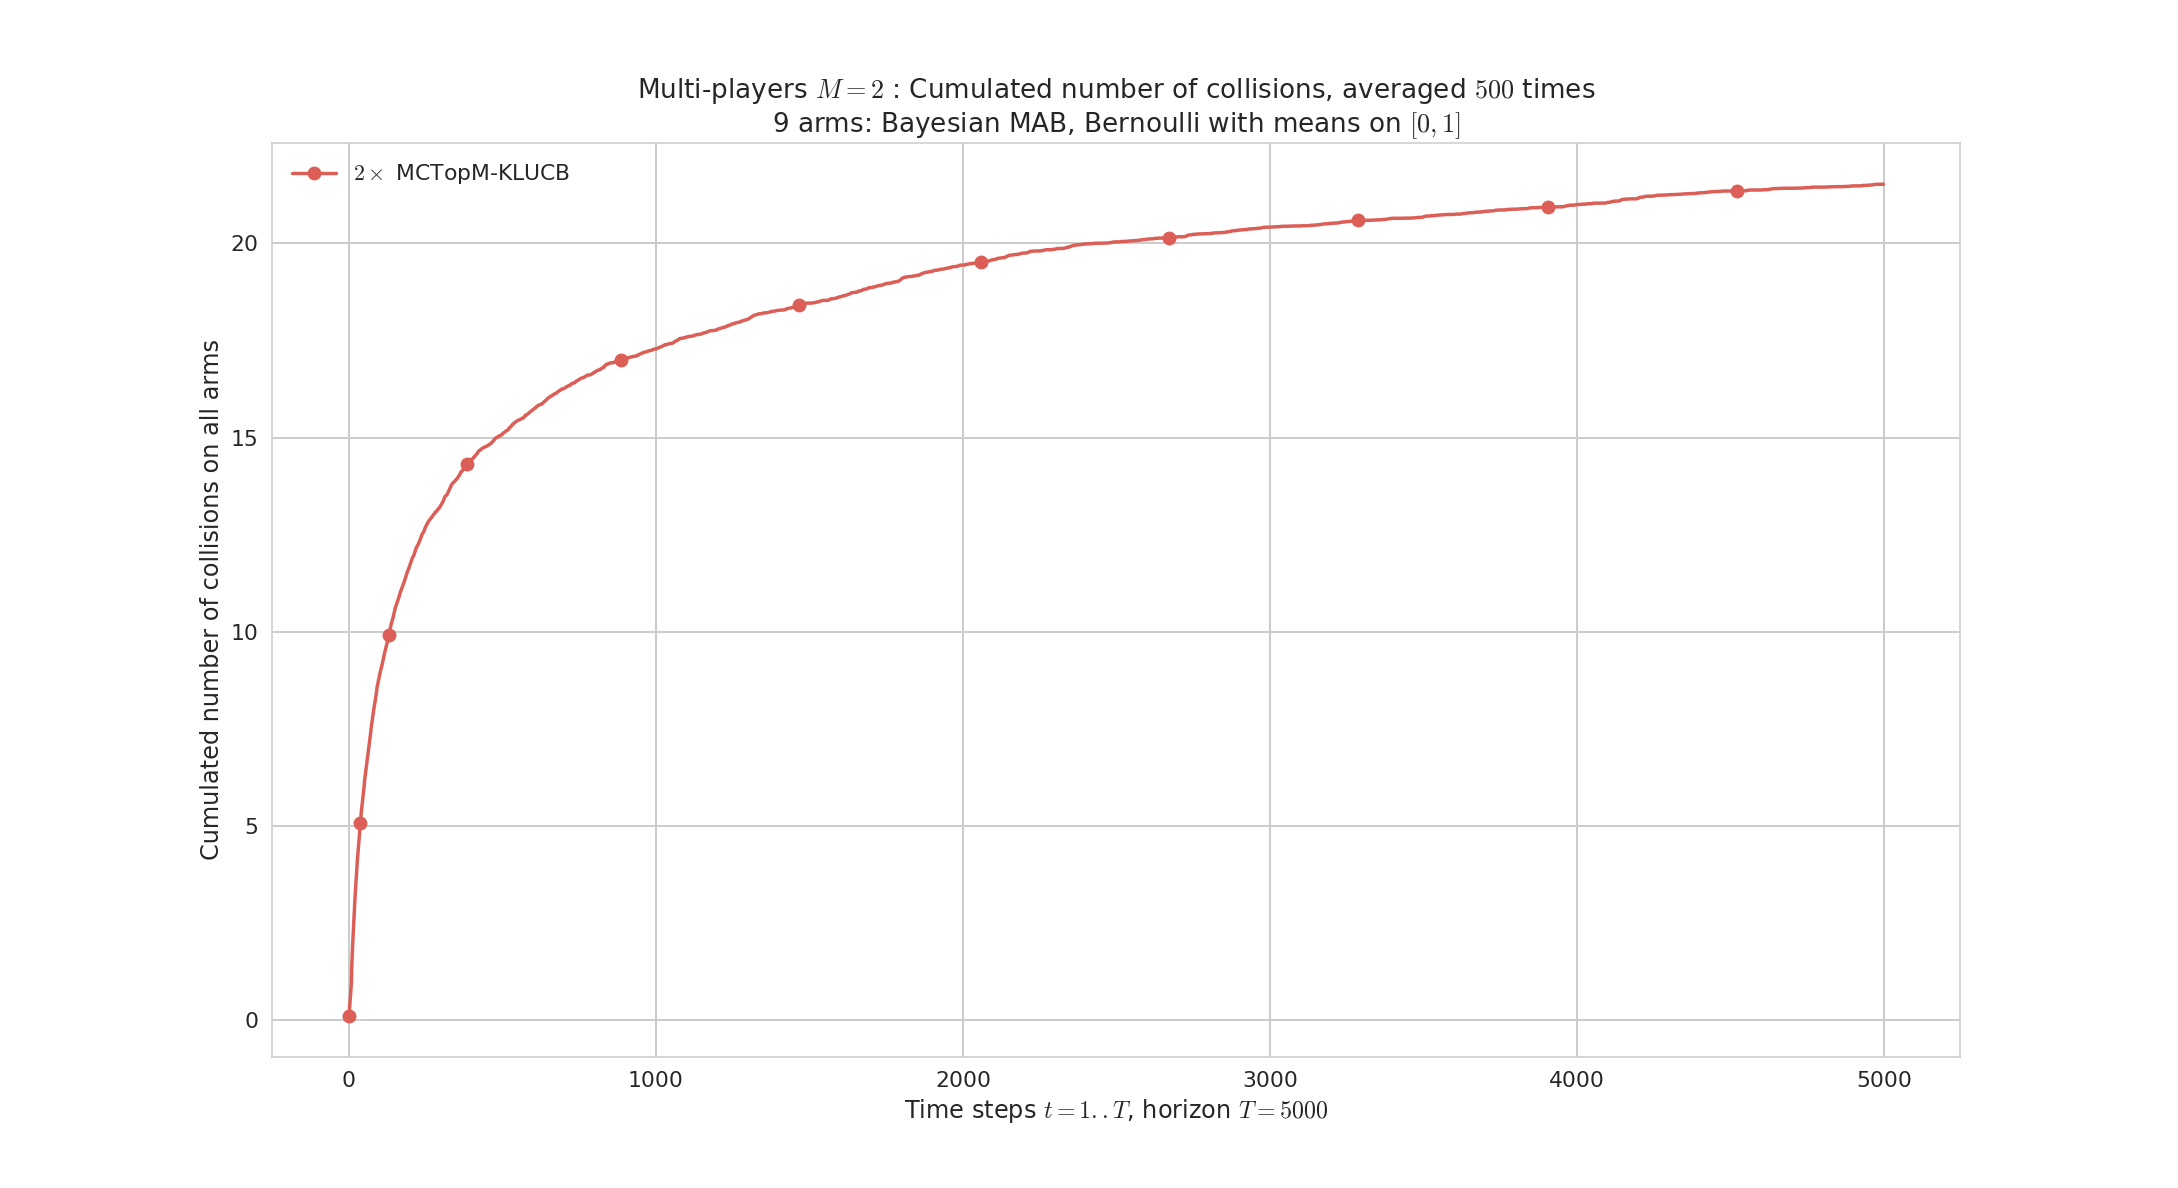 Multi-players M = 2 : Cumulated number of collisions, averaged 500 times
9 arms: Bayesian MAB, Bernoulli with means on [0, 1]
2× MCTopM-KLUCB
Cumulated number of collisions on all arms
20
15
10
5
0
0 1000 2000 3000 4000 5000
Time steps t = 1..T, horizon T = 5000